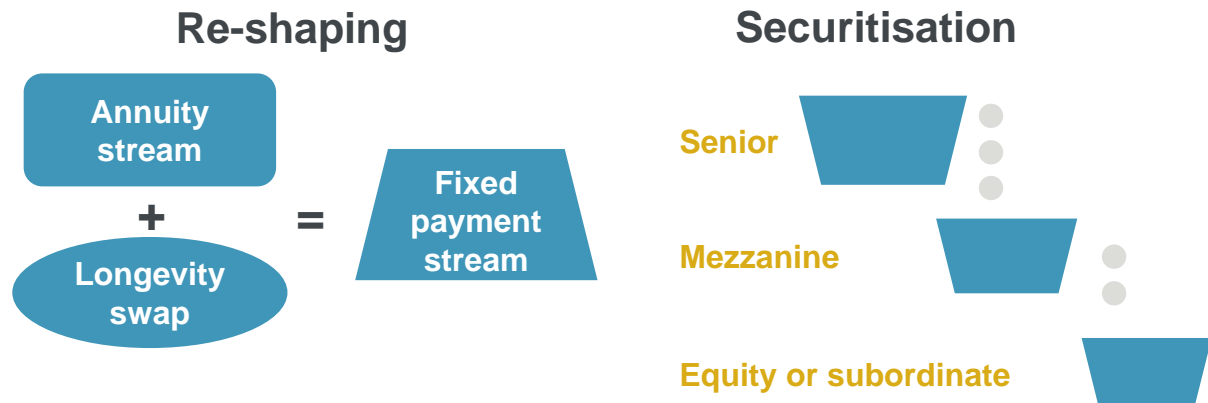 Re-shaping
Annuity
stream
+
Longevity
swap
=
Fixed
payment
stream
Securitisation
Senior
Mezzanine
Equity or subordinate